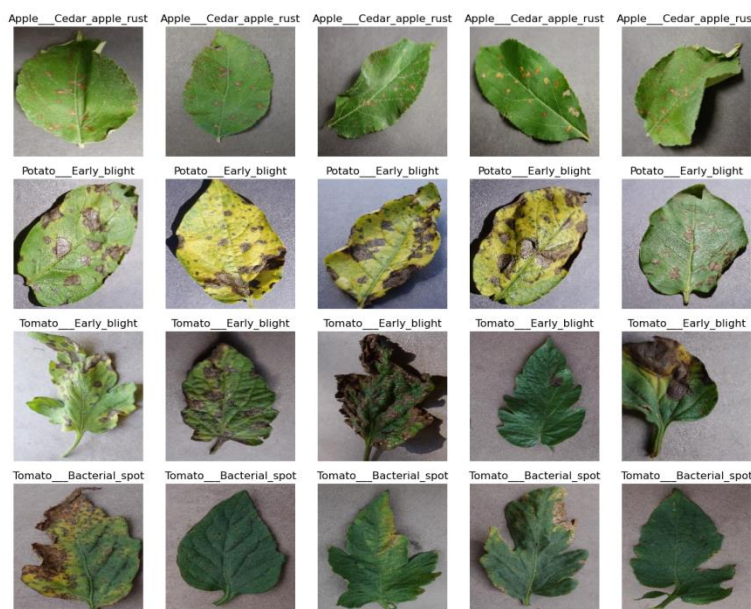 Apple___Cedar_apple_rust Apple___Cedar_apple_rust Apple___Cedar_apple_rust Apple___Cedar_apple_rust Apple___Cedar_apple_rust
Potato___Early_blight Potato___Early_blight Potato___Early_blight Potato___Early_blight Potato___Early_blight
Tomato___Early_blight Tomato___Early_blight Tomato___Early_blight Tomato___Early_blight Tomato___Early_blight
Tomato___Bacterial_spot Tomato___Bacterial_spot Tomato___Bacterial_spot Tomato___Bacterial_spot Tomato___Bacterial_spot